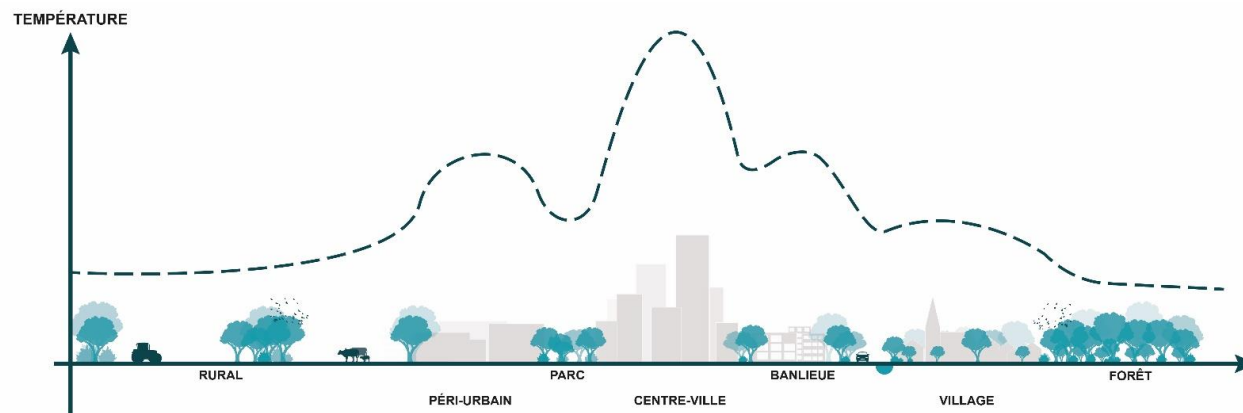 TEMPÉRATURE
RURAL
PARC
BANLIEUE
FORÊT
PÉRI-URBAIN
CENTRE-VILLE
VILLAGE